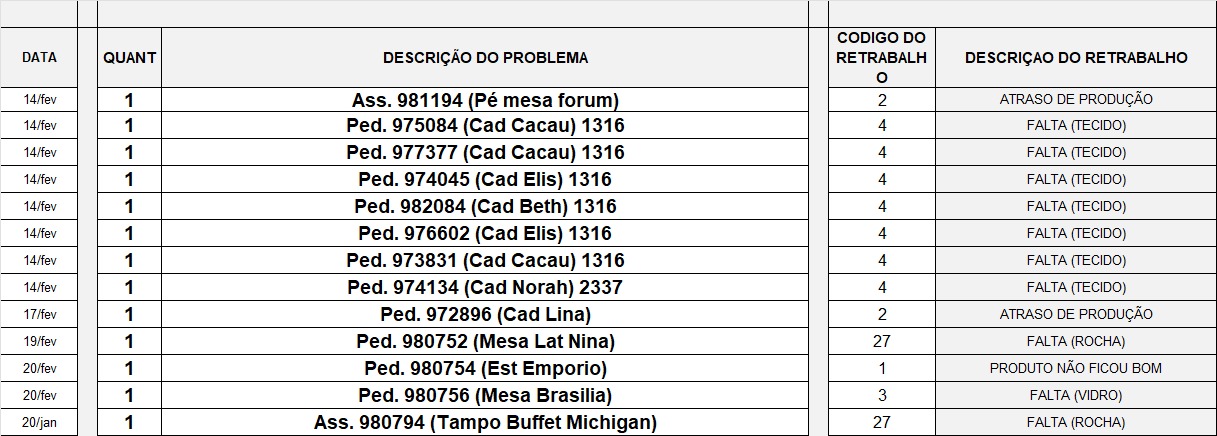 DATA QUANT DESCRIÇÃO DO PROBLEMA CODIGO DO RETRABALH O DESCRIÇAO DO RETRABALHO
14/fev 1 Ass. 981194 (Pé mesa forum) 2 ATRASO DE PRODUÇÃO
14/fev 1 Ped. 975084 (Cad Cacau) 1316 4 FALTA (TECIDO)
14/fev 1 Ped. 977377 (Cad Cacau) 1316 4 FALTA (TECIDO)
14/fev 1 Ped. 974045 (Cad Elis) 1316 4 FALTA (TECIDO)
14/fev 1 Ped. 982084 (Cad Beth) 1316 4 FALTA (TECIDO)
14/fev 1 Ped. 976602 (Cad Elis) 1316 4 FALTA (TECIDO)
14/fev 1 Ped. 973831 (Cad Cacau) 1316 4 FALTA (TECIDO)
14/fev 1 Ped. 974134 (Cad Norah) 2337 4 FALTA (TECIDO)
17/fev 1 Ped. 972896 (Cad Lina) 2 ATRASO DE PRODUÇÃO
19/fev 1 Ped. 980752 (Mesa Lat Nina) 27 FALTA (ROCHA)
20/fev 1 Ped. 980754 (Est Emporio) 1 PRODUTO NÃO FICOU BOM
20/fev 1 Ped. 980756 (Mesa Brasilia) 3 FALTA (VIDRO)
20/jan 1 Ass. 980794 (Tampo Buffet Michigan) 27 FALTA (ROCHA)